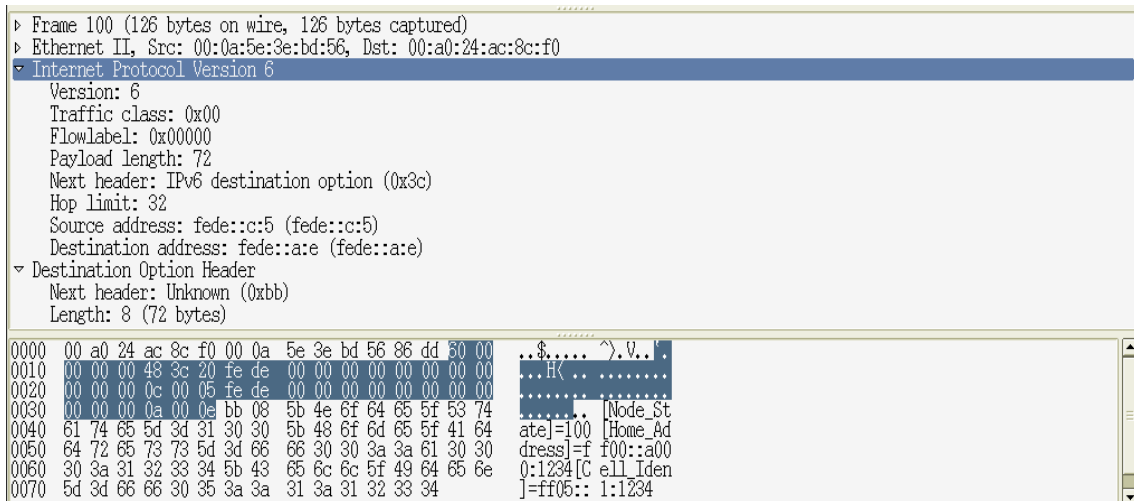 Frame 100 (126 bytes on wire, 126 bytes captured)
Ethernet II, Src: 00:0a:5e:3e:bd:56, Dst: 00:a0:24:ac:8c:f0
Internet Protocol Version 6
Version: 6
Traffic class: 0x00
Flowlabel: 0x00000
Payload length: 72
Next header: IPv6 destination option (0x3c)
Hop limit: 32
Source address: fede::c:5 (fede::c:5)
Destination address: fede::a:e (fede::a:e)
Destination Option Header
Next header: Unknown (0xbb)
Length: 8 (72 bytes)
0000 00 a0 24 ac 8c f0 00 0a 5e 3e bd 56 86 dd 60 00 ..$..... ^>.V..`.
0010 00 00 00 48 3c 20 fe de 00 00 00 00 00 00 00 00 ...H< .. ........
0020 00 00 00 0c 00 05 fe de 00 00 00 00 00 00 00 00 ........ ........
0030 00 00 00 0a 00 0e bb 08 5b 4e 6f 64 65 5f 53 74 ........ [Node_St
0040 61 74 65 5d 3d 31 30 30 5b 48 6f 6d 65 5f 41 64 ate]=100 [Home_Ad
0050 64 72 65 73 73 5d 3d 66 66 30 30 3a 3a 61 30 30 dress]=f f00::a00
0060 30 3a 31 32 33 34 5b 43 65 6c 6c 5f 49 64 65 6e 0:1234[C ell_Iden
0070 5d 3d 66 66 30 35 3a 3a 31 3a 31 32 33 34 ]=ff05:: 1:1234